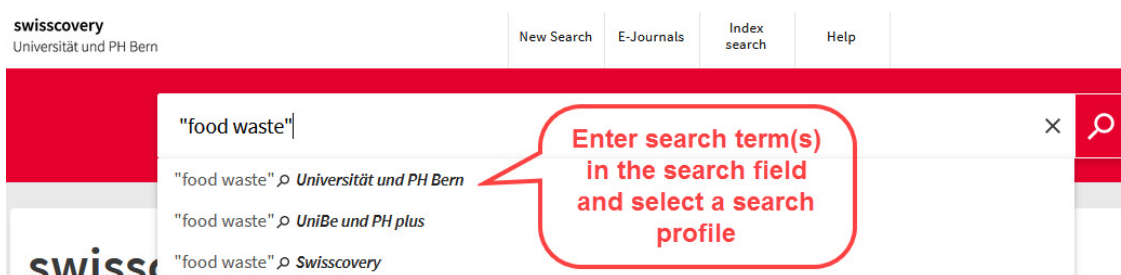 swisscovery
Universität und PH Bern
New Search
E-Journals
Index
search
Help
"food waste"
Enter search term(s)
in the search field
and select a search
profile
"food waste" Universität und PH Bern
"food waste" UniBe und PH plus
"food waste" Swisscovery